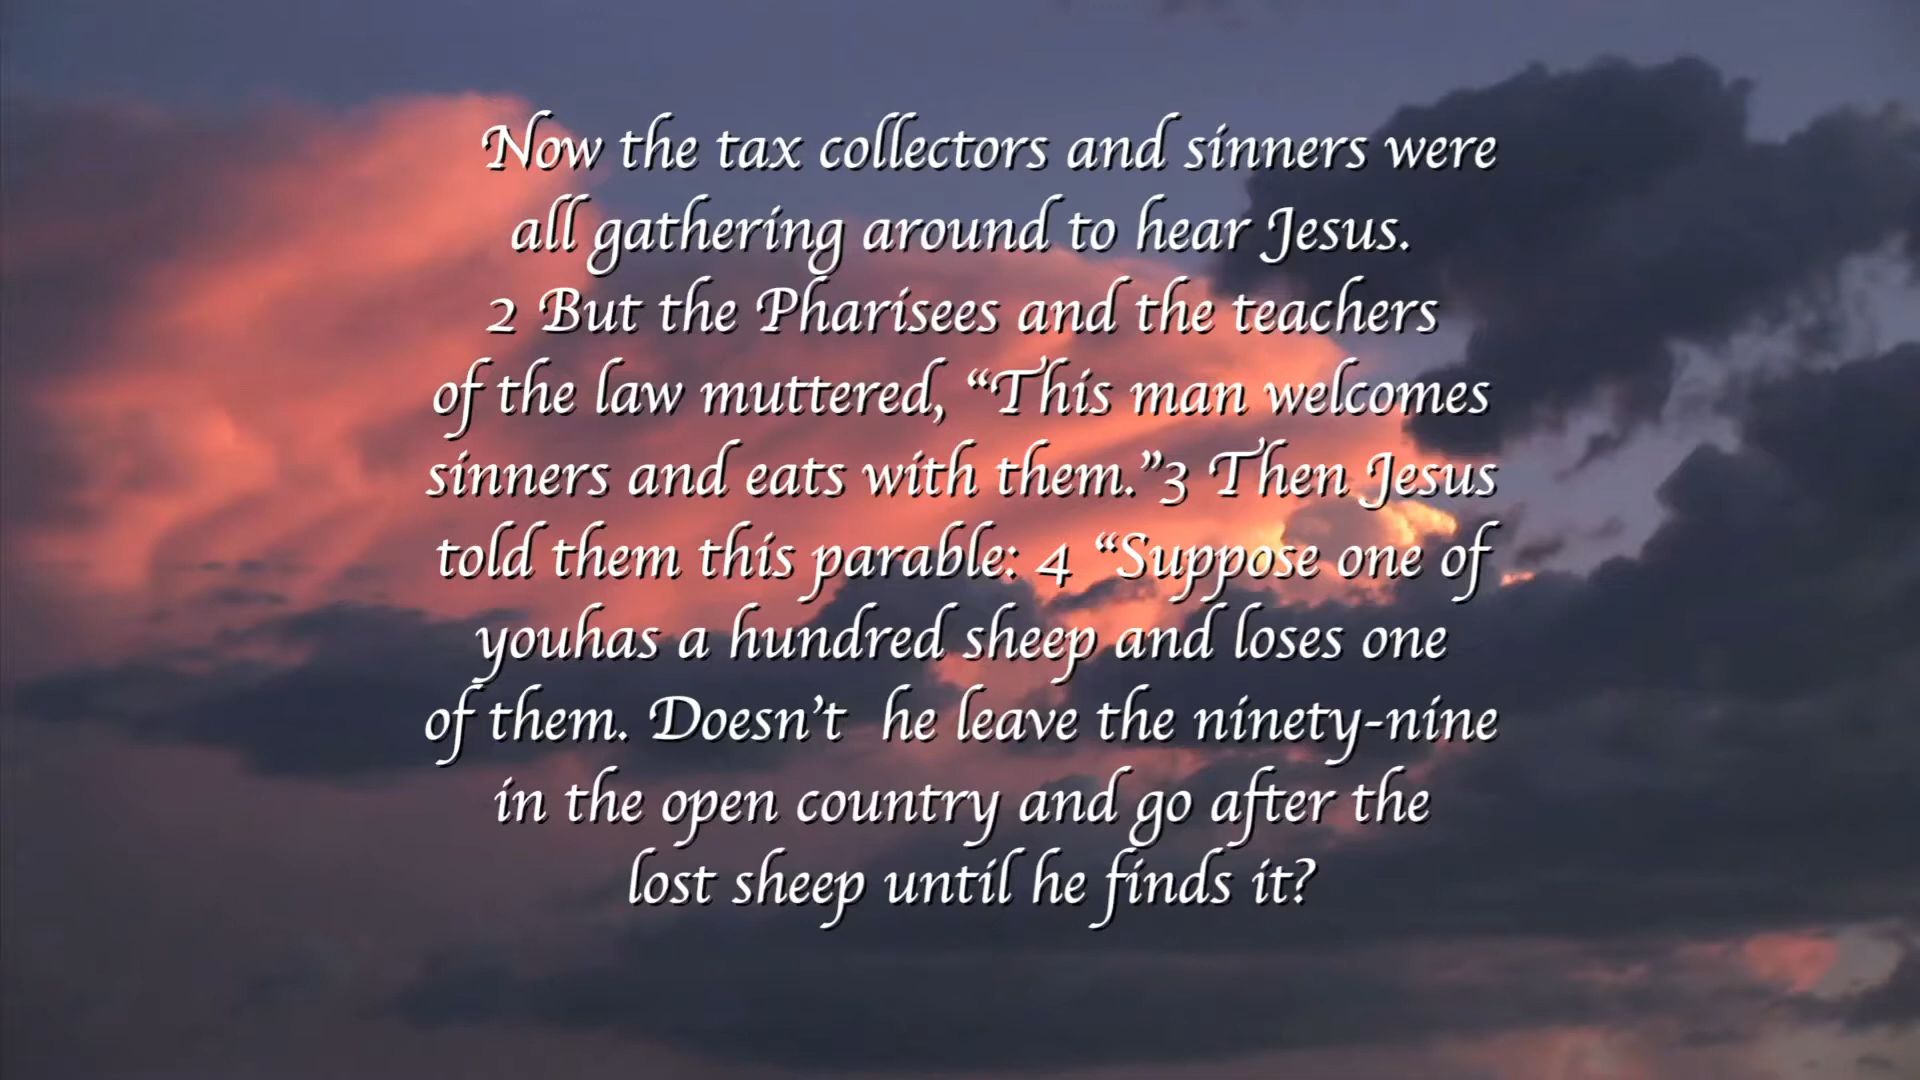 Now the tax collectors and sinners were
all gathering around to hear Jesus.
2 But the Pharisees and the teachers
of the law muttered, “This man welcomes
sinners and eats with them.”3 Then Jesus
told them this parable: 4 “Suppose one of
youhas a hundred sheep and loses one
of them. Doesn’t  he leave the ninety-nine
in the open country and go after the
lost sheep until he finds it?